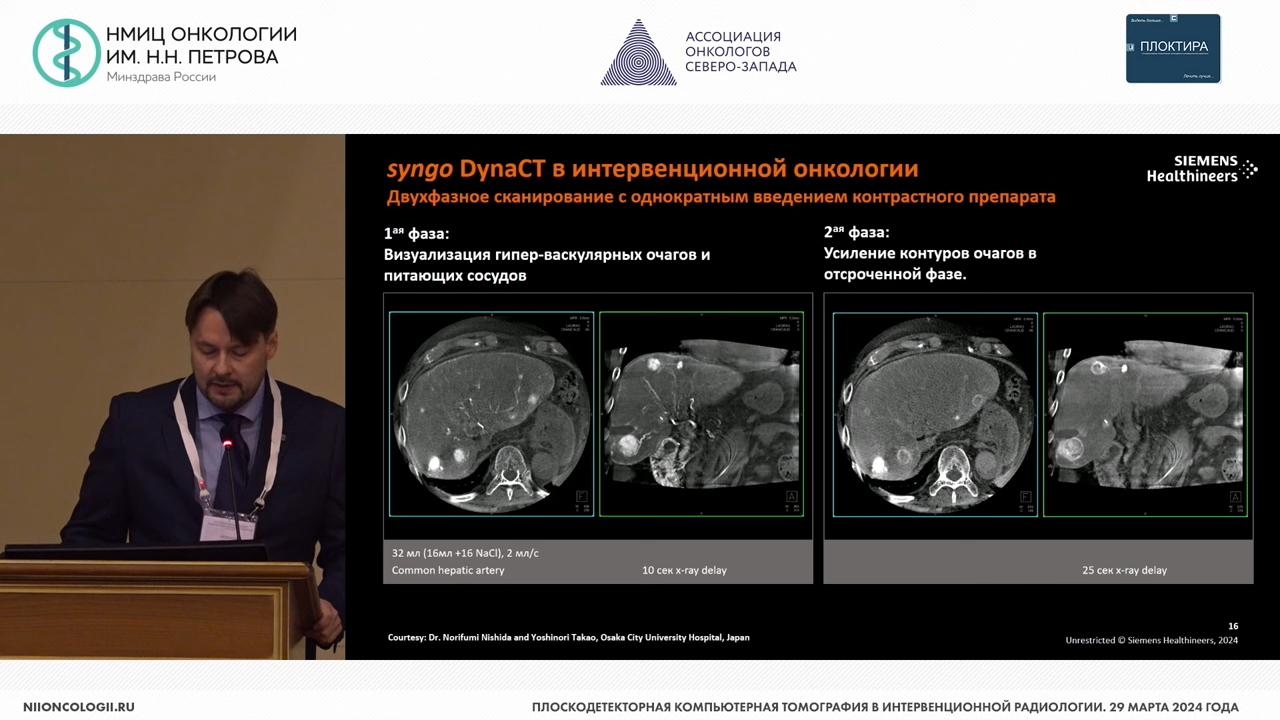 НМИЦ ОНКОЛОГИИ
ИМ. Н.Н. ПЕТРОВА
Минздрава России
АССОЦИАЦИЯ
ОНКОЛОГОВ
СЕВЕРО-ЗАПАДА
Видеть больше...
ПЛОКТИРА
Лечить лучше...
syngo DynaCT в интервенционной онкологии
Двухфазное сканирование с однократным введением контрастного препарата
SIEMENS
Healthineers
1ая фаза:
Визуализация гипер-васкулярных очагов и
питающих сосудов
2ая фаза:
Усиление контуров очагов в
отсроченной фазе.
F
A
F
A
32 мл (16мл +16 NaCl), 2 мл/с
Common hepatic artery
10 сек x-ray delay
25 сек x-ray delay
Courtesy: Dr. Norifumi Nishida and Yoshinori Takao, Osaka City University Hospital, Japan
16
Unrestricted © Siemens Healthineers, 2024
NIIONCOLOGII.RU
ПЛОСКОДЕТЕКТОРНАЯ КОМПЬЮТЕРНАЯ ТОМОГРАФИЯ В ИНТЕРВЕНЦИОННОЙ РАДИОЛОГИИ. 29 МАРТА 2024 ГОДА